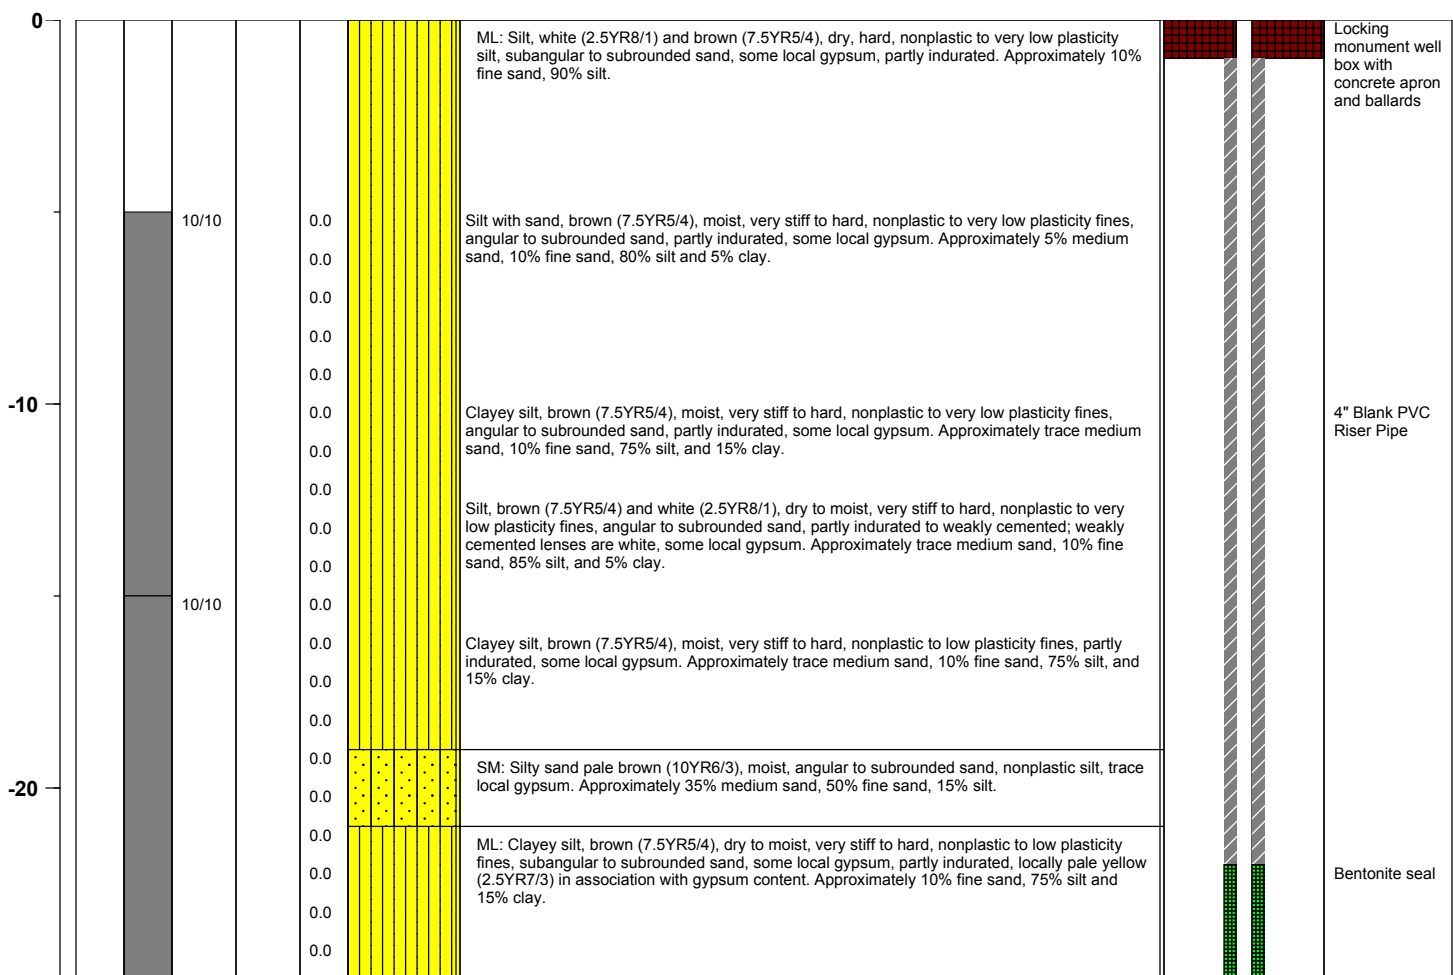 0
ML: Silt, white (2.5YR8/1) and brown (7.5YR5/4), dry, hard, nonplastic to very low plasticity
silt, subangular to subrounded sand, some local gypsum, partly indurated. Approximately 10%
fine sand, 90% silt.
Locking
monument well
box with
concrete apron
and ballards
10/10
0.0
Silt with sand, brown (7.5YR5/4), moist, very stiff to hard, nonplastic to very low plasticity fines,
angular to subrounded sand, partly indurated, some local gypsum. Approximately 5% medium
sand, 10% fine sand, 80% silt and 5% clay.
0.0
0.0
0.0
0.0
-10
0.0
Clayey silt, brown (7.5YR5/4), moist, very stiff to hard, nonplastic to very low plasticity fines,
angular to subrounded sand, partly indurated, some local gypsum. Approximately trace medium
sand, 10% fine sand, 75% silt, and 15% clay.
4" Blank PVC
Riser Pipe
0.0
0.0
Silt, brown (7.5YR5/4) and white (2.5YR8/1), dry to moist, very stiff to hard, nonplastic to very
low plasticity fines, angular to subrounded sand, partly indurated to weakly cemented; weakly
cemented lenses are white, some local gypsum. Approximately trace medium sand, 10% fine
sand, 85% silt, and 5% clay.
0.0
0.0
10/10
0.0
0.0
Clayey silt, brown (7.5YR5/4), moist, very stiff to hard, nonplastic to low plasticity fines, partly
indurated, some local gypsum. Approximately trace medium sand, 10% fine sand, 75% silt, and
15% clay.
0.0
0.0
0.0
SM: Silty sand pale brown (10YR6/3), moist, angular to subrounded sand, nonplastic silt, trace
local gypsum. Approximately 35% medium sand, 50% fine sand, 15% silt.
-20
0.0
0.0
ML: Clayey silt, brown (7.5YR5/4), dry to moist, very stiff to hard, nonplastic to low plasticity
fines, subangular to subrounded sand, some local gypsum, partly indurated, locally pale yellow
(2.5YR7/3) in association with gypsum content. Approximately 10% fine sand, 75% silt and
15% clay.
0.0
Bentonite seal
0.0
0.0